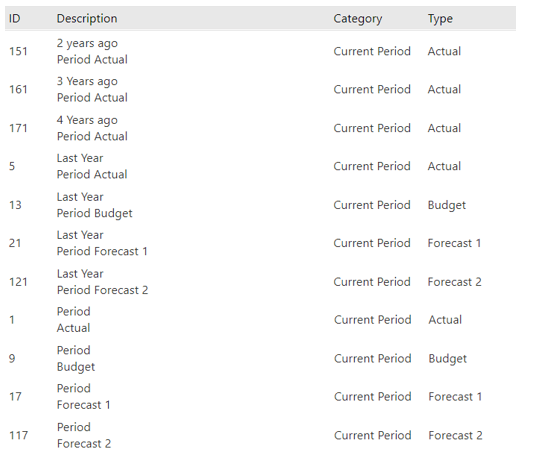 ID Description Category Type
2 years ago
151 Current Period Actual
Period Actual
3 Years ago
161 Current Period Actual
Period Actual
4 Years ago
171 Current Period Actual
Period Actual
Last Year
5 Current Period Actual
Period Actual
Last Year
13 Current Period Budget
Period Budget
Last Year
21 Current Period Forecast 1
Period Forecast 1
Last Year
121 Current Period Forecast 2
Period Forecast 2
Period
1 Current Period Actual
Actual
Period
9 Current Period Budget
Budget
Period
17 Current Period Forecast 1
Forecast 1
Period
117 Current Period Forecast 2
Forecast 2